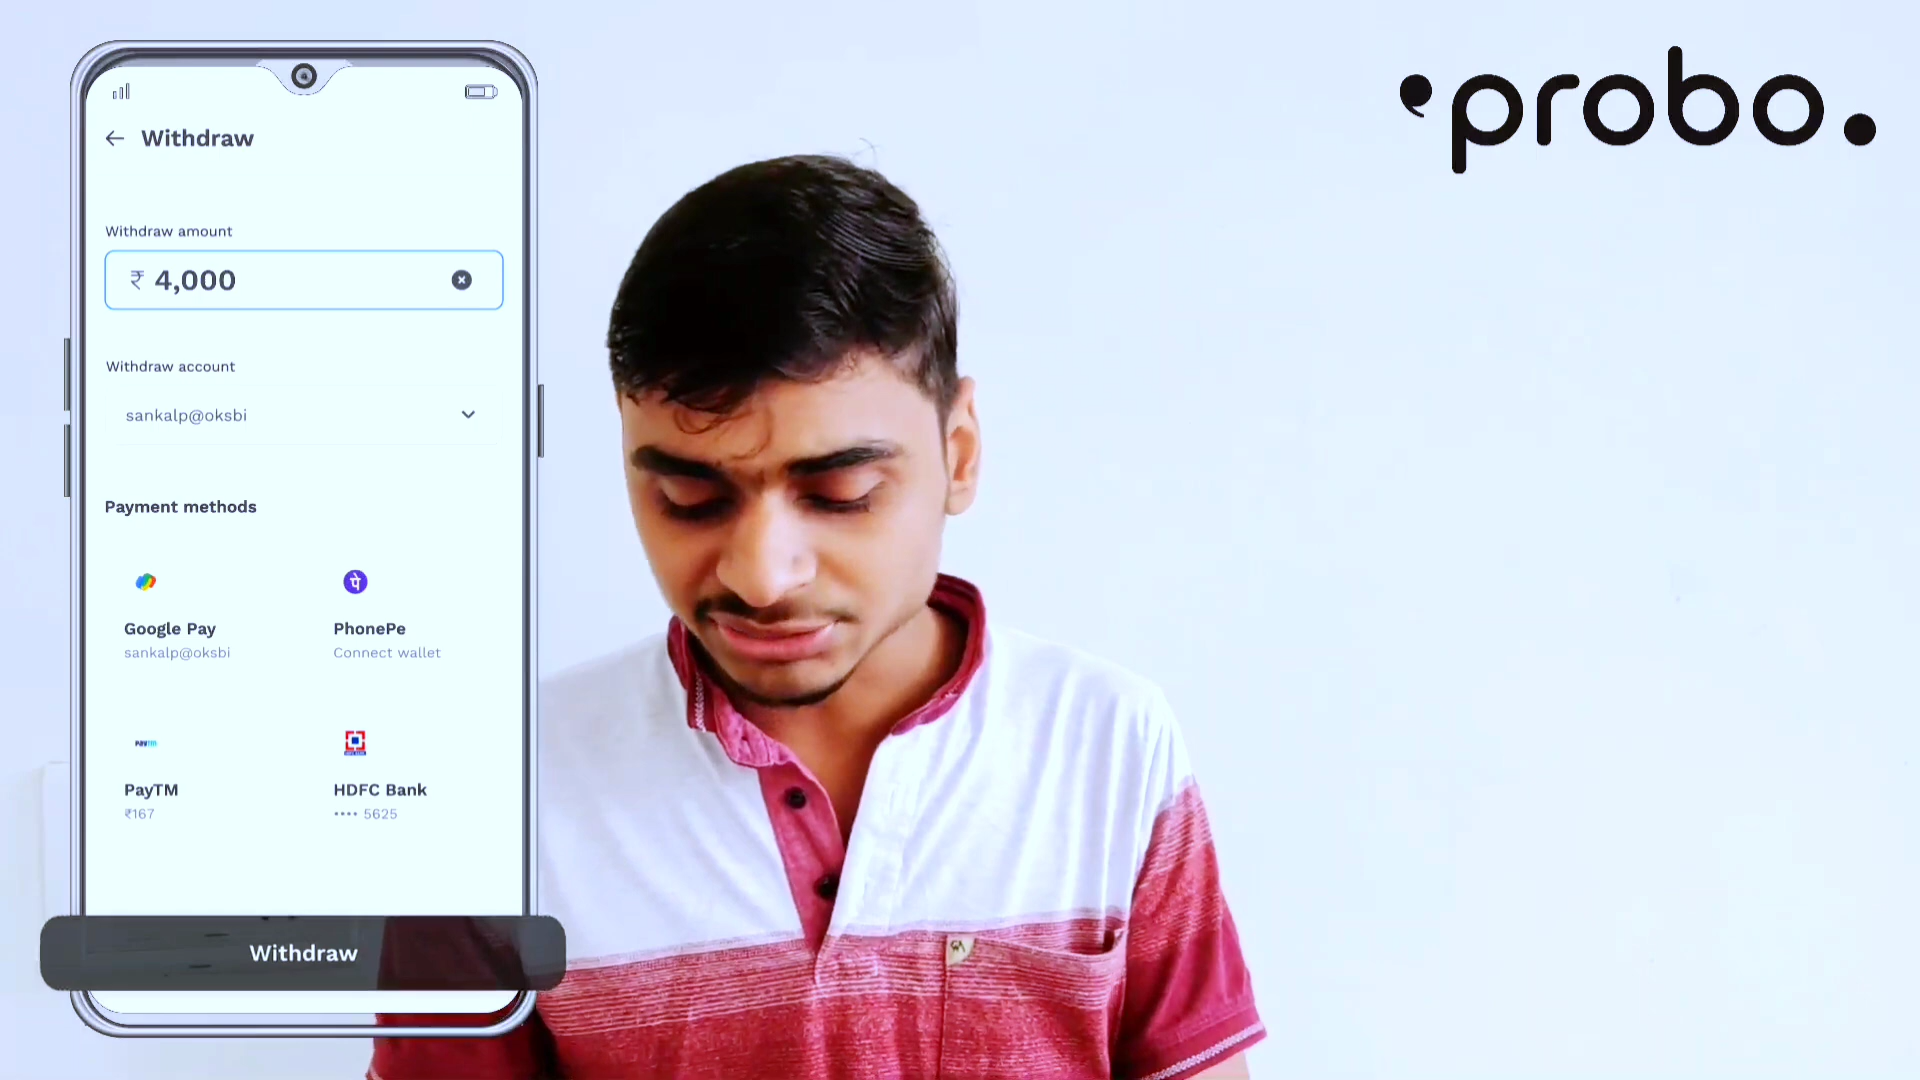 probo.
Withdraw
Withdraw amount
₹ 4,000
Withdraw account
sankalp@oksbi
Payment methods
Google Pay
sankalp@oksbi
PhonePe
Connect wallet
PayTM
₹167
HDFC Bank
•••• 5625
Withdraw